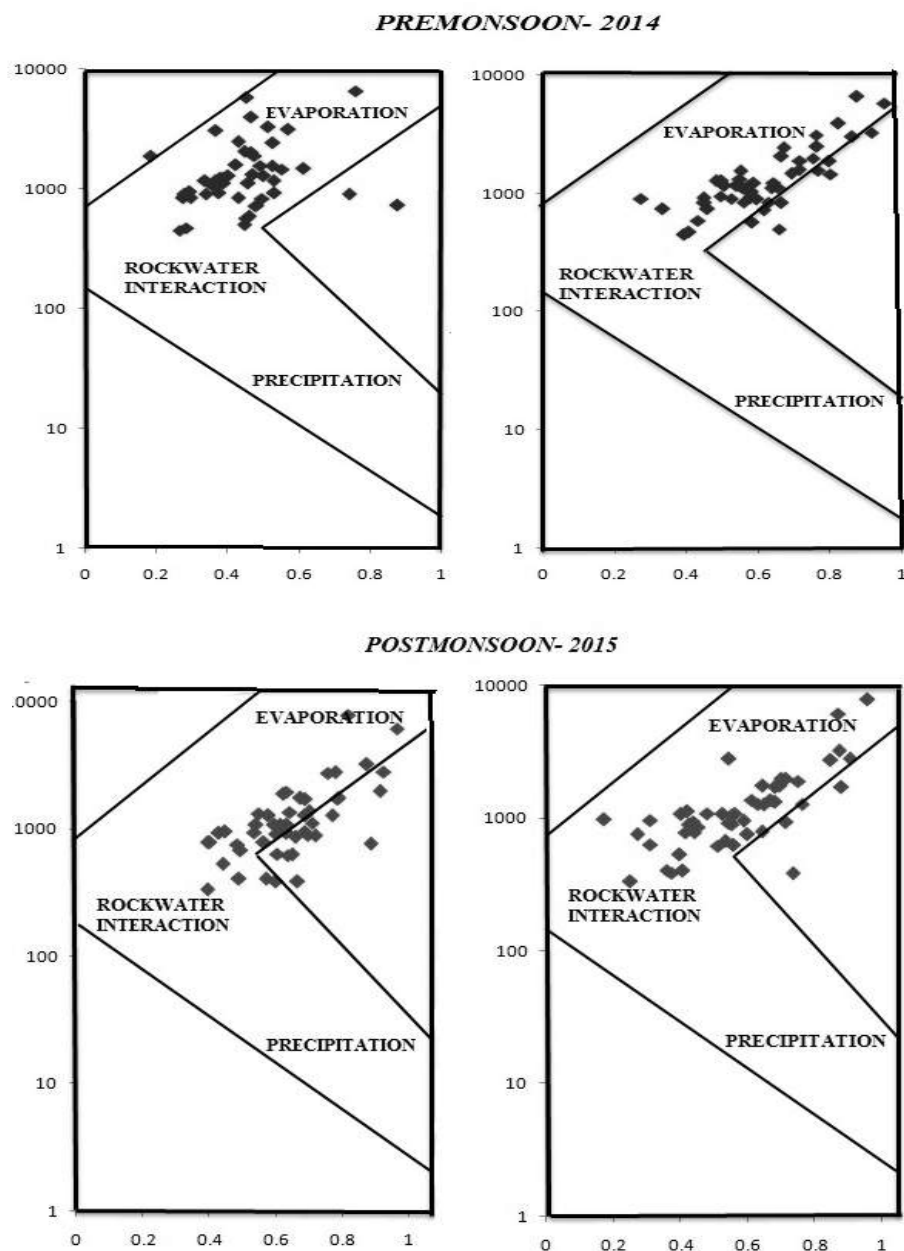 PREMONSOON- 2014
10000
1000
100
10
1
0 0.2 0.4 0.6 0.8 1
EVAPORATION
ROCKWATER
INTERACTION
PRECIPITATION
10000
1000
100
10
1
0 0.2 0.4 0.6 0.8 1
EVAPORATION
ROCKWATER
INTERACTION
PRECIPITATION
POSTMONSOON- 2015
.0000
1000
100
10
1
0 0.2 0.4 0.6 0.8 1
EVAPORATION
ROCKWATER
INTERACTION
PRECIPITATION
10000
1000
100
10
1
0 0.2 0.4 0.6 0.8 1
EVAPORATION
ROCKWATER
INTERACTION
PRECIPITATION